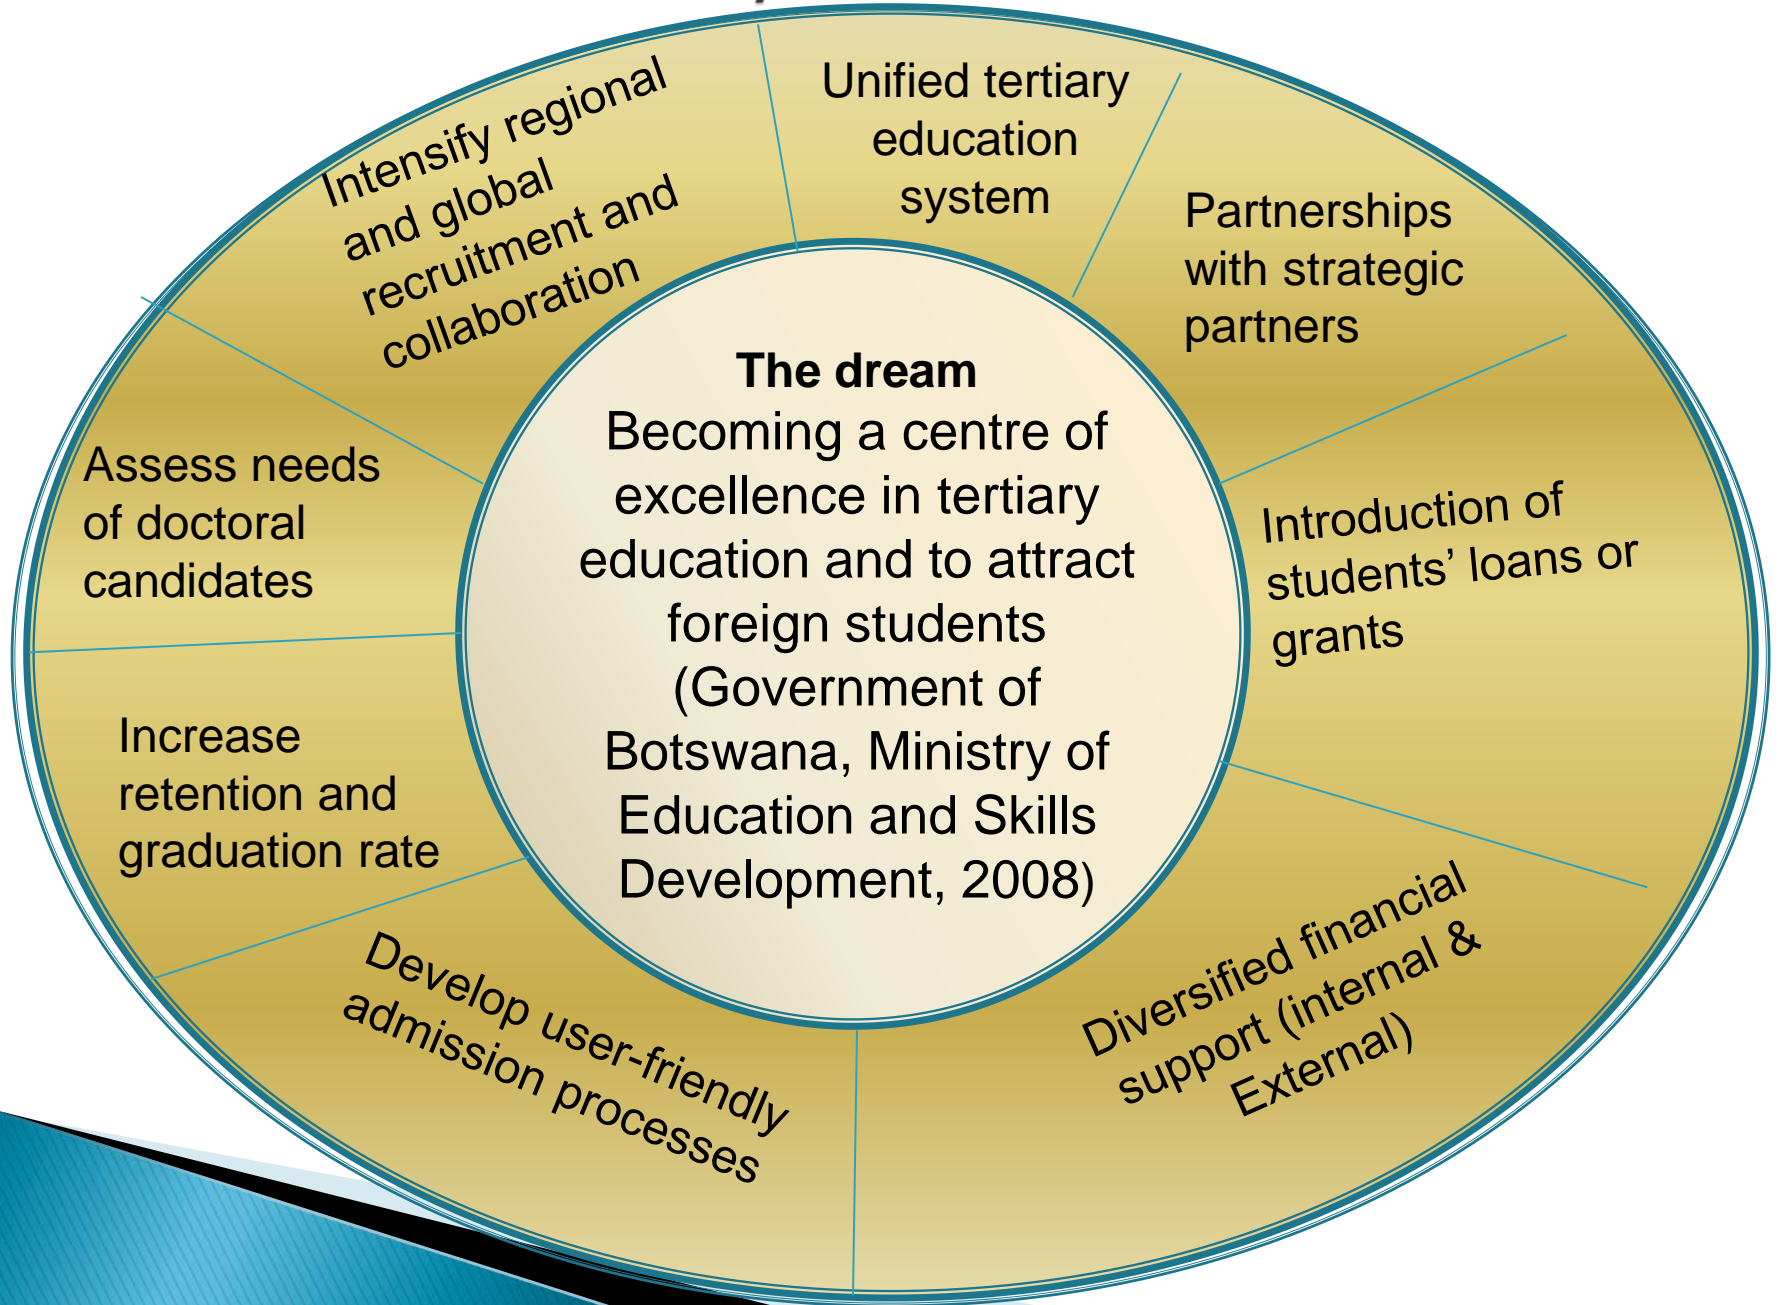 Unified tertiary
education
system
Partnerships
with strategic
partners
Introduction of
students’ loans or
grants
Diversified financial
support (internal &
External)
Develop user-friendly
admission processes
Increase
retention and
graduation rate
Assess needs
of doctoral
candidates
Intensify regional
and global
recruitment and
collaboration
The dream
Becoming a centre of
excellence in tertiary
education and to attract
foreign students
(Government of
Botswana, Ministry of
Education and Skills
Development, 2008)